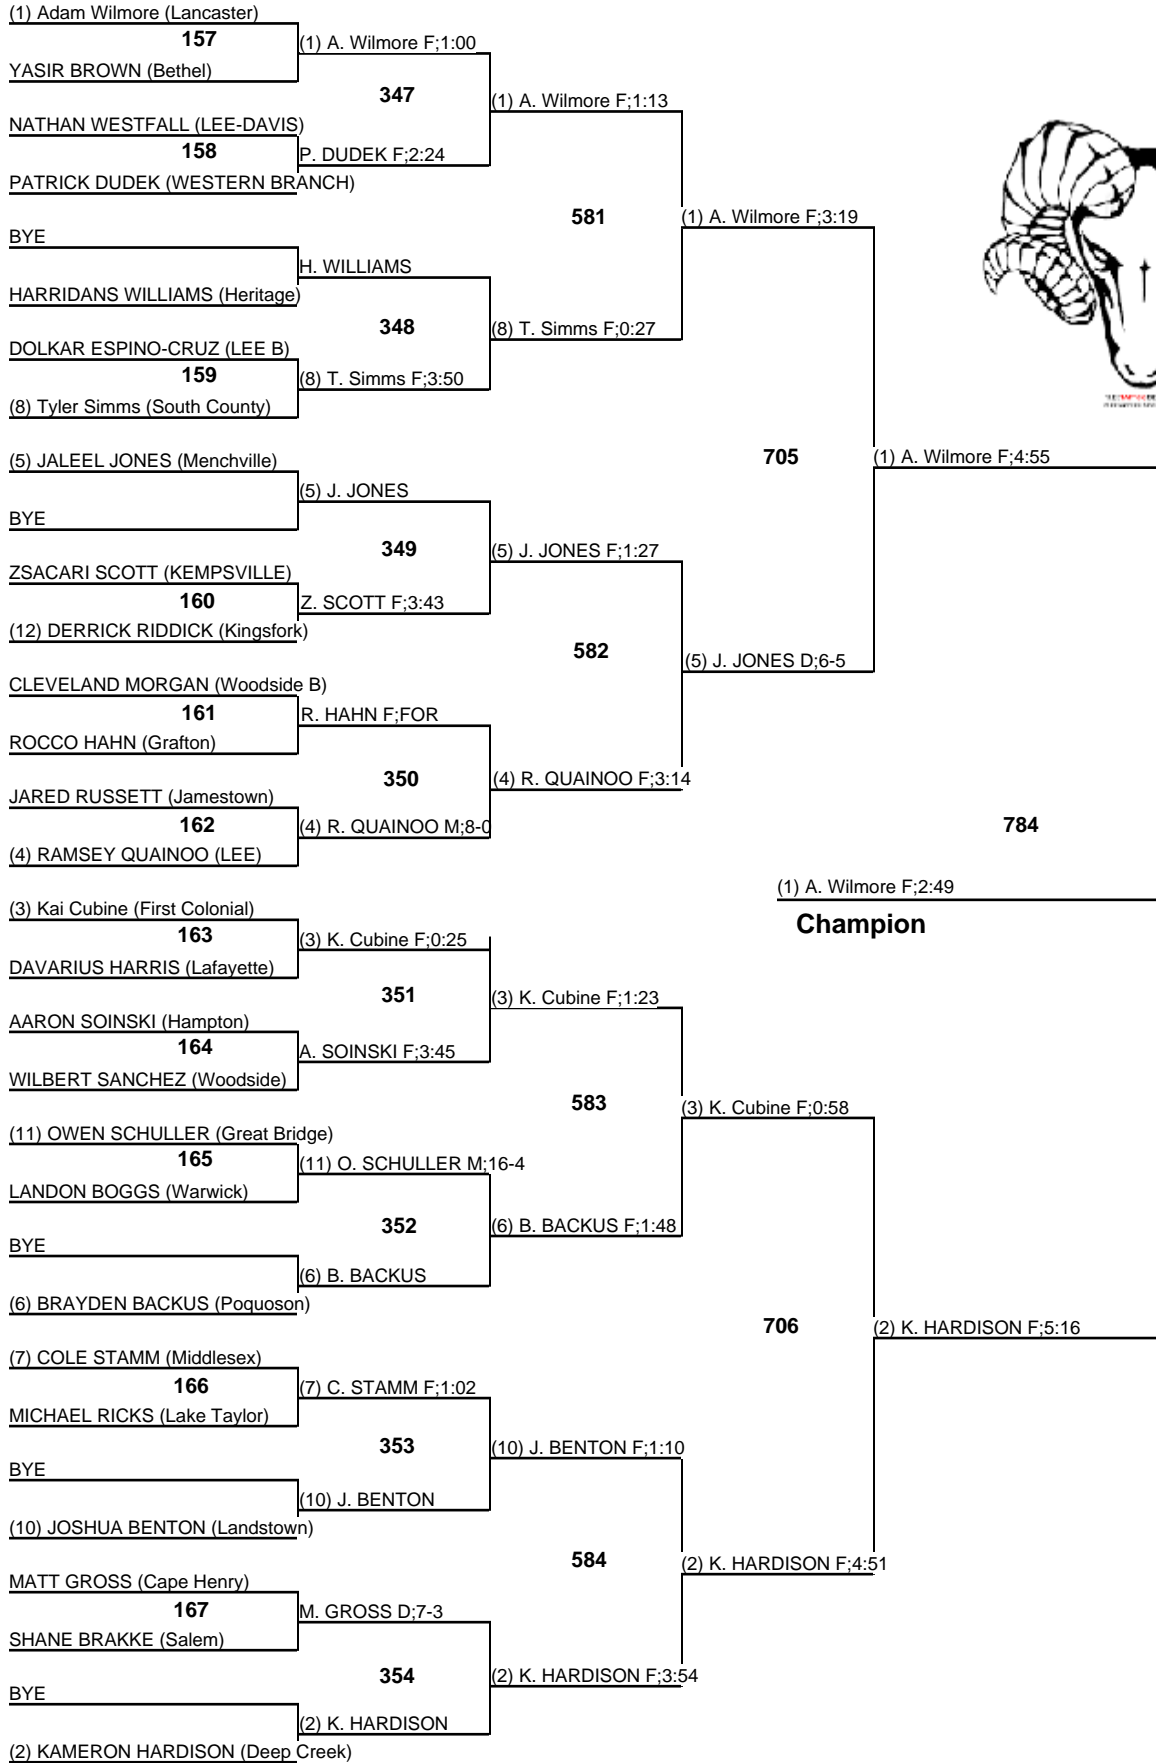 (1) Adam Wilmore (Lancaster)
157
(1) A. Wilmore F;1:00
YASIR BROWN (Bethel)
347
(1) A. Wilmore F;1:13
NATHAN WESTFALL (LEE-DAVIS)
158
P. DUDEK F;2:24
PATRICK DUDEK (WESTERN BRANCH)
581
(1) A. Wilmore F;3:19
BYE
H. WILLIAMS
HARRIDANS WILLIAMS (Heritage)
348
(8) T. Simms F;0:27
DOLKAR ESPINO-CRUZ (LEE B)
159
(8) T. Simms F;3:50
(8) Tyler Simms (South County)
705
(1) A. Wilmore F;4:55
(5) JALEEL JONES (Menchville)
(5) J. JONES
BYE
349
(5) J. JONES F;1:27
ZSACARI SCOTT (KEMPSVILLE)
160
Z. SCOTT F;3:43
(12) DERRICK RIDDICK (Kingsfork)
582
(5) J. JONES D;6-5
CLEVELAND MORGAN (Woodside B)
161
R. HAHN F;FOR
ROCCO HAHN (Grafton)
350
(4) R. QUAINOO F;3:14
JARED RUSSETT (Jamestown)
162
(4) R. QUAINOO M;8-0
(4) RAMSEY QUAINOO (LEE)
784
(1) A. Wilmore F;2:49
Champion
(3) Kai Cubine (First Colonial)
163
(3) K. Cubine F;0:25
DAVARIUS HARRIS (Lafayette)
351
(3) K. Cubine F;1:23
AARON SOINSKI (Hampton)
164
A. SOINSKI F;3:45
WILBERT SANCHEZ (Woodside)
583
(3) K. Cubine F;0:58
(11) OWEN SCHULLER (Great Bridge)
165
(11) O. SCHULLER M;16-4
LANDON BOGGS (Warwick)
352
(6) B. BACKUS F;1:48
BYE
(6) B. BACKUS
(6) BRAYDEN BACKUS (Poquoson)
706
(2) K. HARDISON F;5:16
(7) COLE STAMM (Middlesex)
166
(7) C. STAMM F;1:02
MICHAEL RICKS (Lake Taylor)
353
(10) J. BENTON F;1:10
BYE
(10) J. BENTON
(10) JOSHUA BENTON (Landstown)
584
(2) K. HARDISON F;4:51
MATT GROSS (Cape Henry)
167
M. GROSS D;7-3
SHANE BRAKKE (Salem)
354
(2) K. HARDISON F;3:54
BYE
(2) K. HARDISON
(2) KAMERON HARDISON (Deep Creek)